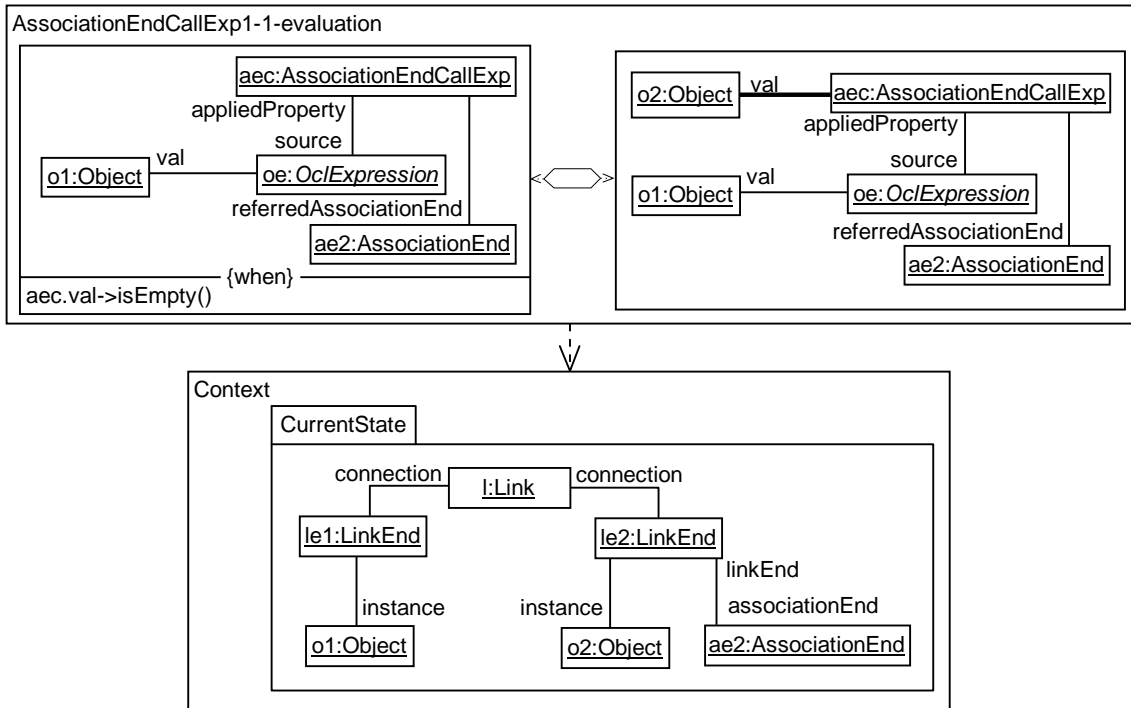 AssociationEndCallExp1-1-evaluation
aec:AssociationEndCallExp
appliedProperty
source
val
o1:Object
oe:OclExpression
referredAssociationEnd
ae2:AssociationEnd
{when}
aec.val->isEmpty()
o2:Object
val
aec:AssociationEndCallExp
appliedProperty
source
val
o1:Object
oe:OclExpression
referredAssociationEnd
ae2:AssociationEnd
Context
CurrentState
connection
l:Link
connection
le1:LinkEnd
le2:LinkEnd
linkEnd
instance
instance
associationEnd
o1:Object
o2:Object
ae2:AssociationEnd